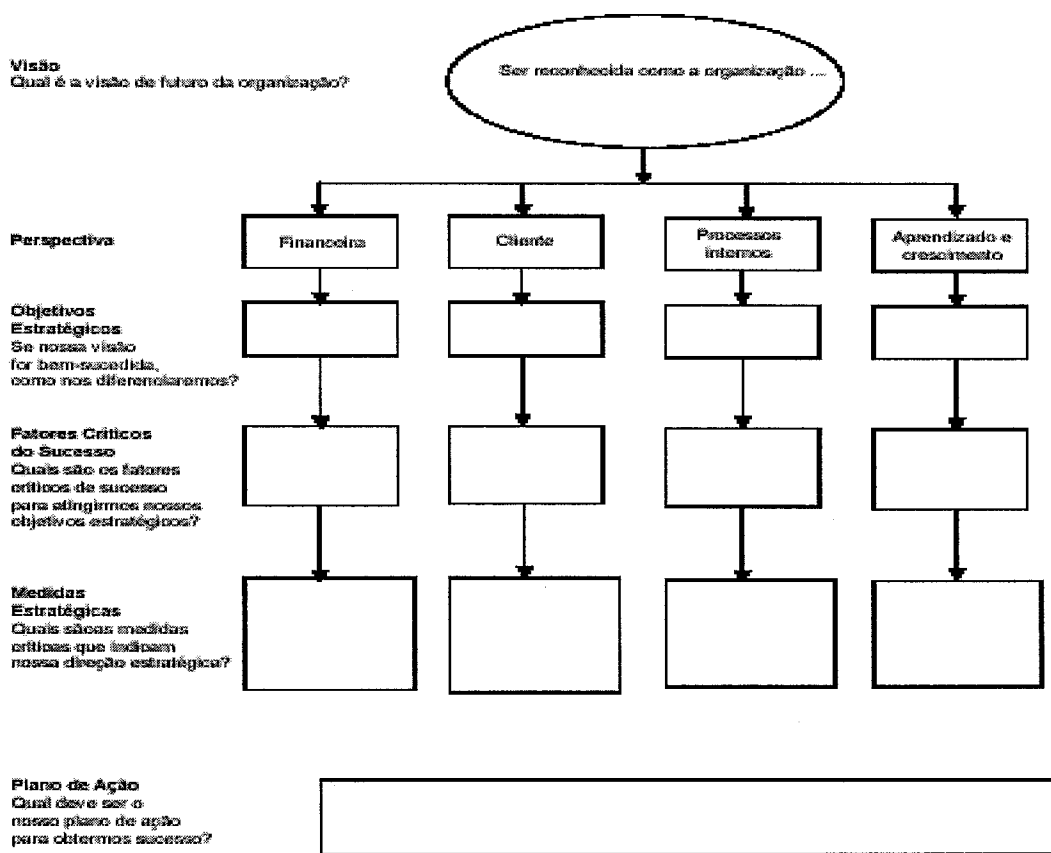 Visão
Qual é a visão de futuro da organização?
Ser reconhecida como a organização ....
Perspectiva
Financeira
Cliente
Processos
internos
Aprendizado e
crescimento
Objetivos
Estratégicos
Se nossa visão
for bem-sucedida,
como nos diferenciaremos?
Fatores Críticos
do Sucesso
Quais são os fatores
críticos de sucesso
para atingirmos nossos
objetivos estratégicos?
Medidas
Estratégicas
Quais sãoas medidas
críticas que indicam
nossa direção estratégica?
Plano de Ação
Qual deve ser o
nosso plano de ação
para obtermos sucesso?